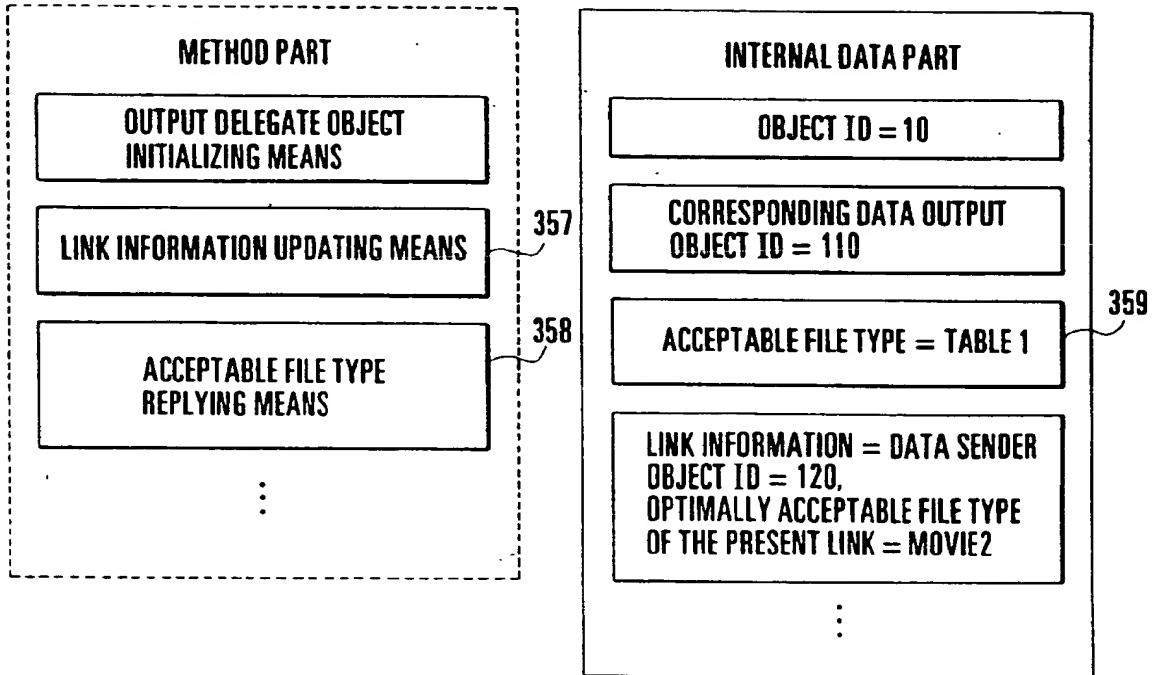 METHOD PART
OUTPUT DELEGATE OBJECT
INITIALIZING MEANS
LINK INFORMATION UPDATING MEANS
357
ACCEPTABLE FILE TYPE
REPLYING MEANS
358
INTERNAL DATA PART
OBJECT ID = 10
CORRESPONDING DATA OUTPUT
OBJECT ID = 110
ACCEPTABLE FILE TYPE = TABLE 1
359
LINK INFORMATION = DATA SENDER
OBJECT ID = 120,
OPTIMALLY ACCEPTABLE FILE TYPE
OF THE PRESENT LINK = MOVIE2